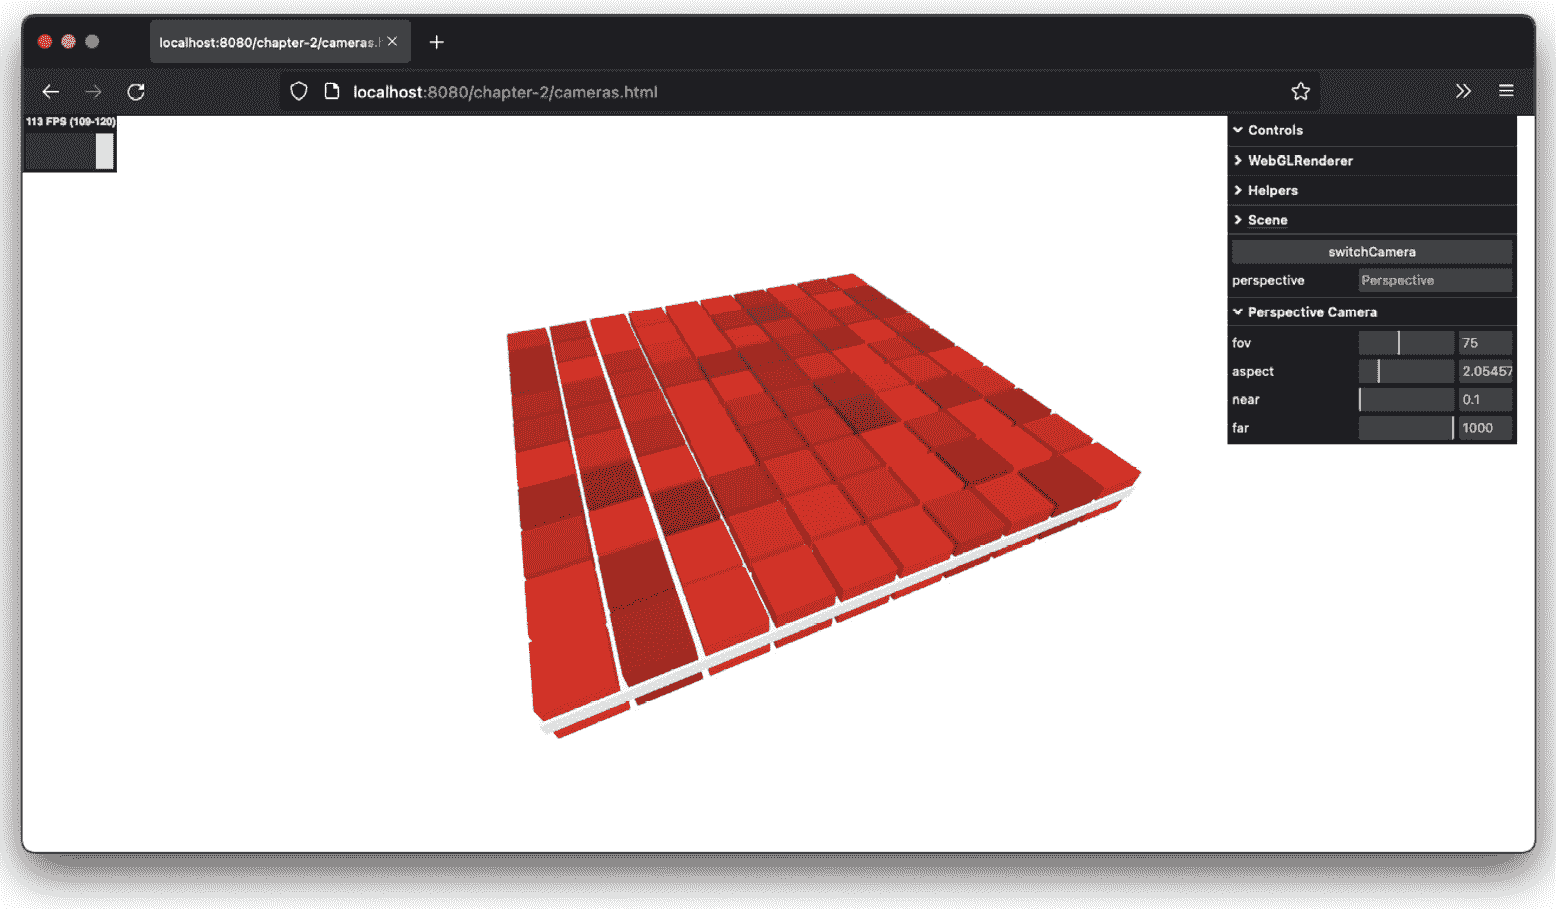 localhost:8080/chapter-2/cameras.h
localhost:8080/chapter-2/cameras.html
113 FPS (109-120)
Controls
WebGLRenderer
Helpers
Scene
switchCamera
perspective Perspective
Perspective Camera
fov 75
aspect 2.05457
near 0.1
far 1000